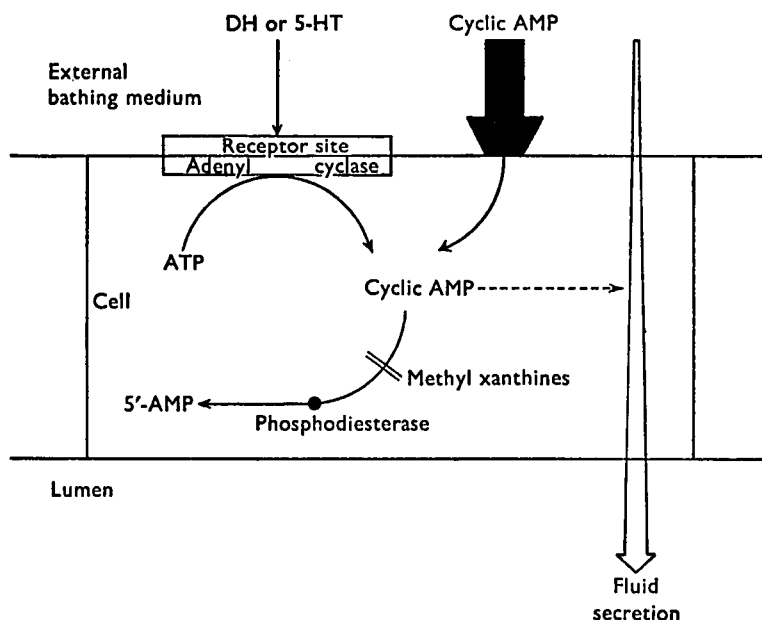 DH or 5-HT
Cyclic AMP
External
bathing medium
Receptor site
Adenyl cyclase
ATP
Cyclic AMP
Cell
Methyl xanthines
5′-AMP
Phosphodiesterase
Lumen
Fluid
secretion